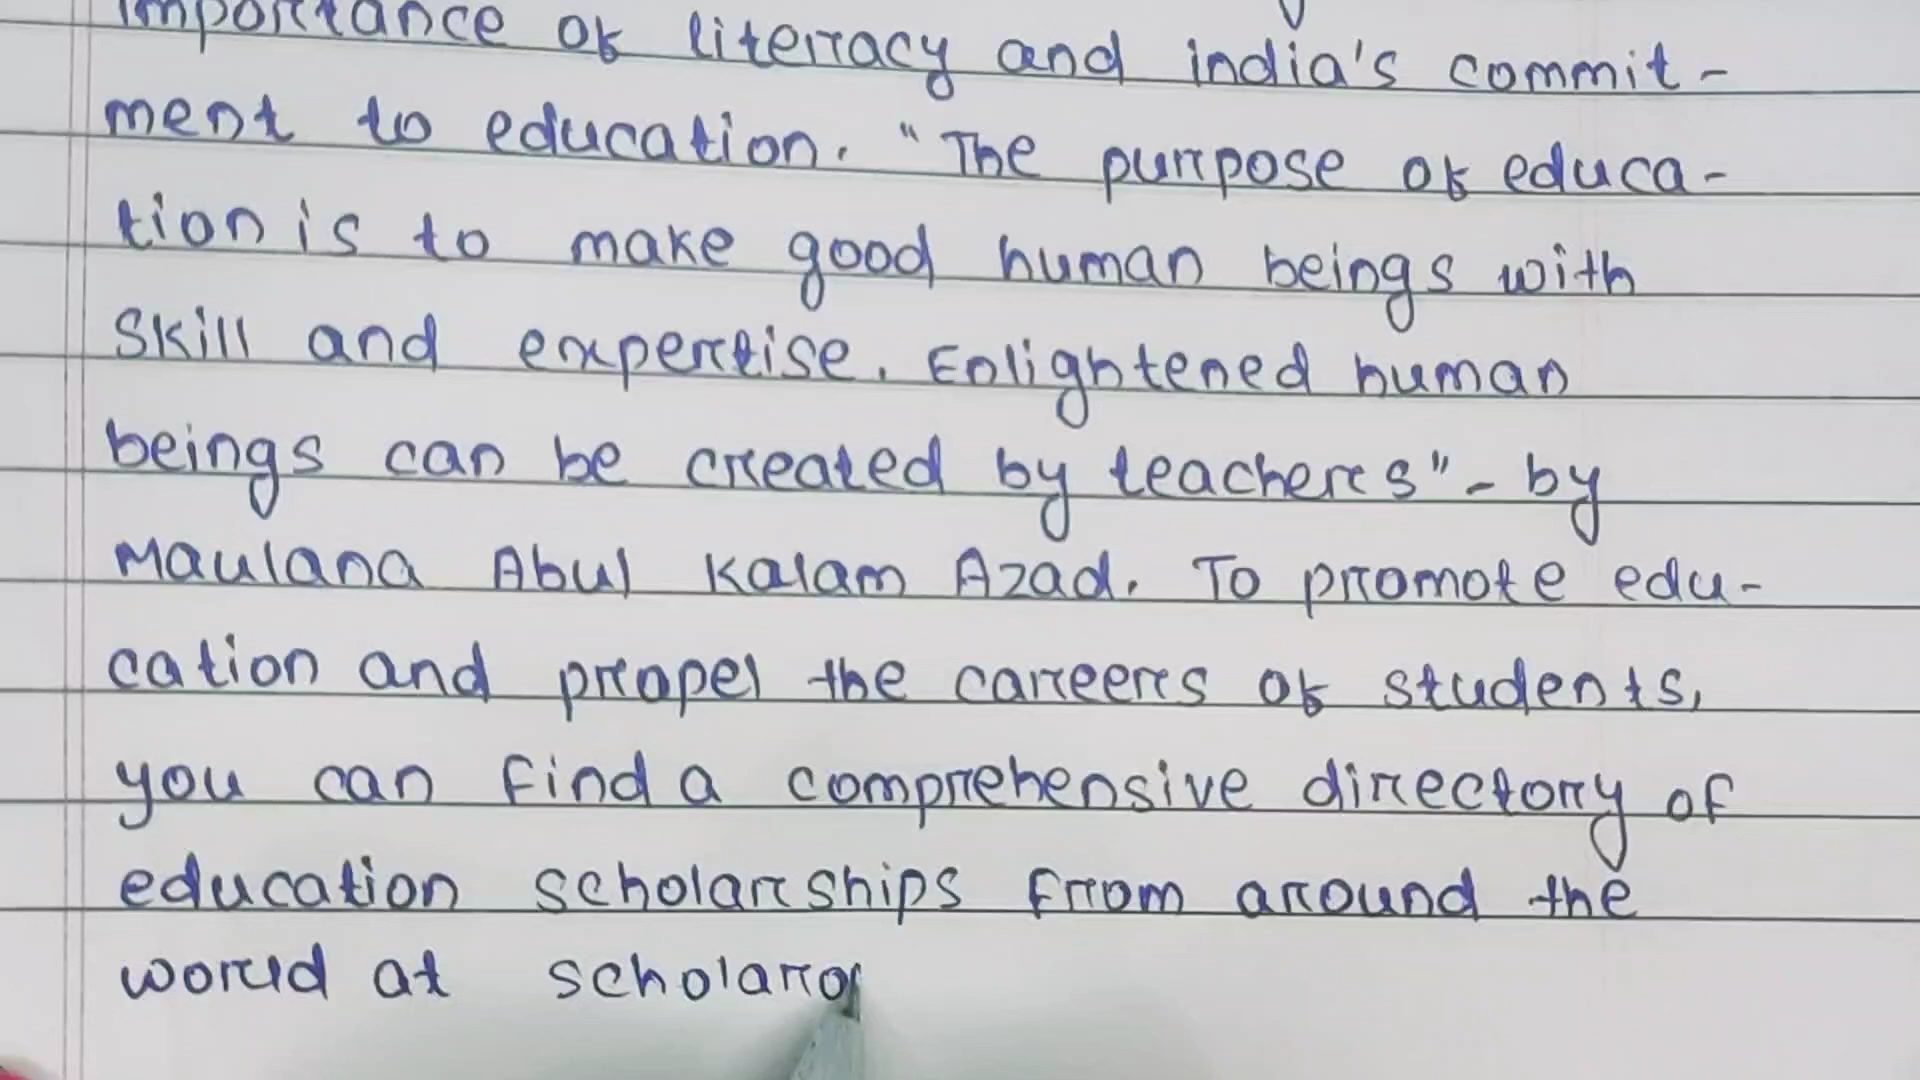 importance of literacy and india's commit-
ment to education. "The purpose of educa-
tion is to make good human beings with
skill and expertise. Enlightened human
beings can be created by teachers" - by
Maulana Abul Kalam Azad. To promote edu-
cation and propel the careers of students,
you can find a comprehensive directory of
education scholarships from around the
world at